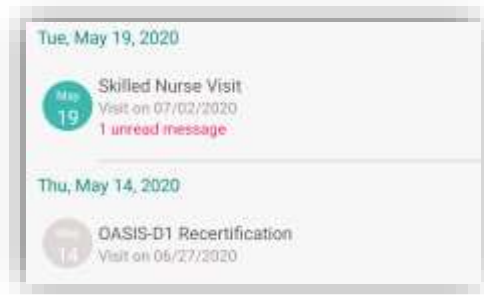 Tue, May 19, 2020
Skilled Nurse Visit
May
19
Visit on 07/02/2020
1 unread message
Thu, May 14, 2020
OASIS-D1 Recertification
14
Visit on 06/27/2020